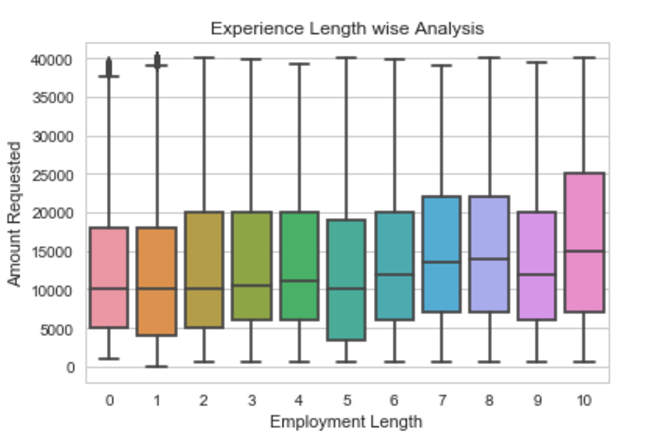 Experience Length wise Analysis
Amount Requested
40000
35000
30000
25000
20000
15000
10000
5000
0
0 1 2 3 4 5 6 7 8 9 10
Employment Length